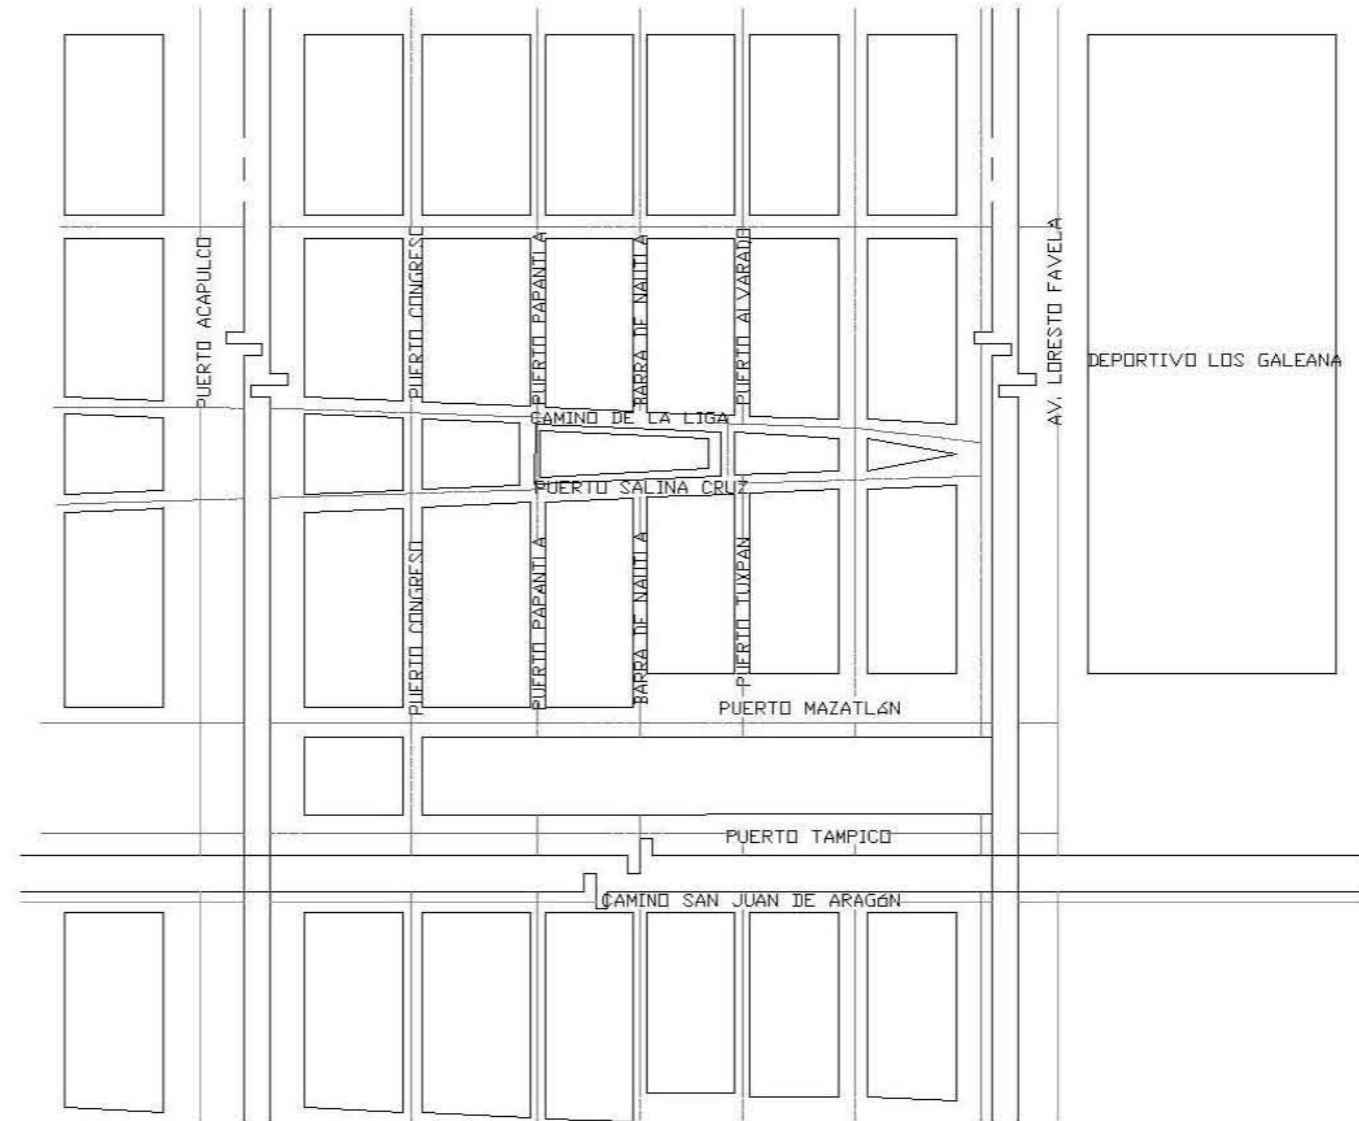 PUERTO ACAPULCO
PUERTO CONGRESO
PUERTO PAPANTLA
BARRA DE NAUTLA
PUERTO ALVARADO
AV. LORESTO FAVELA
DEPORTIVO LOS GALEANA
CAMINO DE LA LIGA
PUERTO SALINA CRUZ
PUERTO CONGRESO
PUERTO PAPANTLA
BARRA DE NAUTLA
PUERTO TUXPAN
PUERTO MAZATLÁN
PUERTO TAMPICO
CAMINO SAN JUAN DE ARAGÓN